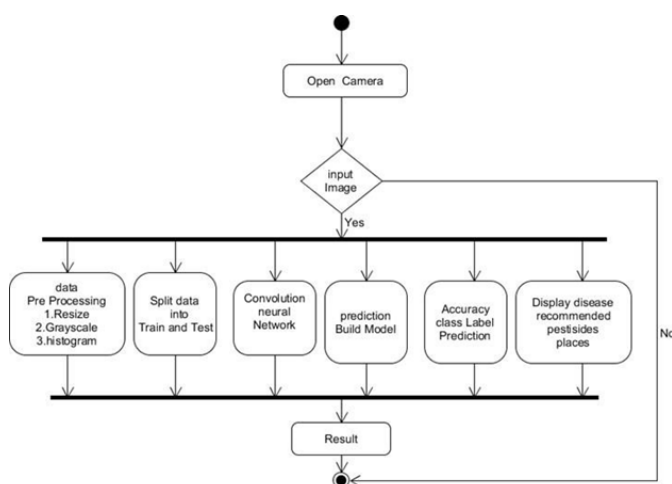 Open Camera
input
Image
Yes
data
Pre Processing
1.Resize
2.Grayscale
3.histogram
Split data
into
Train and Test
Convolution
neural
Network
prediction
Build Model
Accuracy
class Label
Prediction
Display disease
recommended
pestisides
places
No
Result